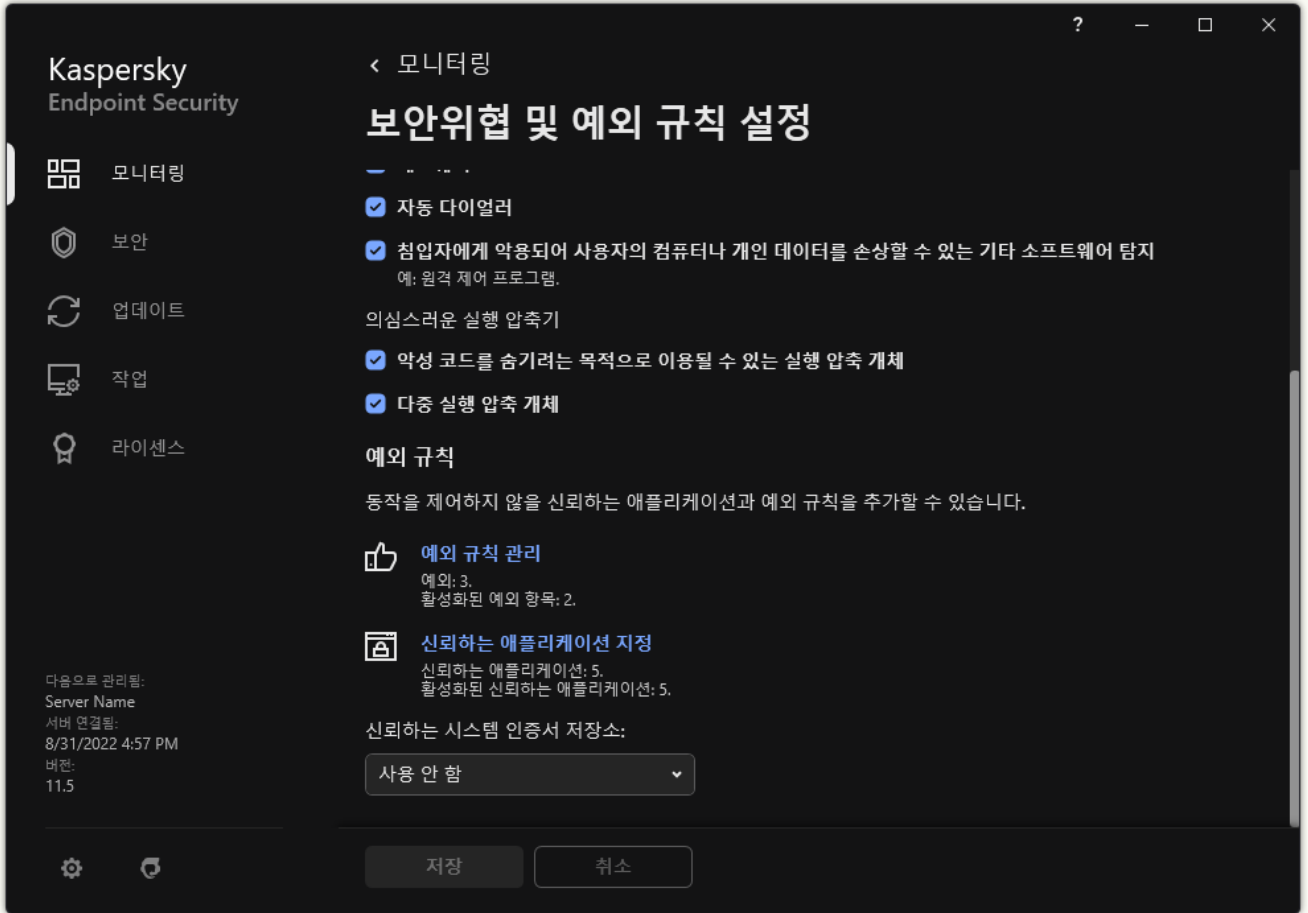 ?
Kaspersky
Endpoint Security
모니터링
보안
업데이트
작업
라이센스
다음으로 관리됨:
Server Name
서버 연결됨:
8/31/2022 4:57 PM
버전:
11.5
모니터링
보안위협 및 예외 규칙 설정
자동 다이얼러
침입자에게 악용되어 사용자의 컴퓨터나 개인 데이터를 손상할 수 있는 기타 소프트웨어 탐지
예: 원격 제어 프로그램.
의심스러운 실행 압축기
악성 코드를 숨기려는 목적으로 이용될 수 있는 실행 압축 개체
다중 실행 압축 개체
예외 규칙
동작을 제어하지 않을 신뢰하는 애플리케이션과 예외 규칙을 추가할 수 있습니다.
예외 규칙 관리
예외: 3.
활성화된 예외 항목: 2.
신뢰하는 애플리케이션 지정
신뢰하는 애플리케이션: 5.
활성화된 신뢰하는 애플리케이션: 5.
신뢰하는 시스템 인증서 저장소:
사용 안 함
저장
취소